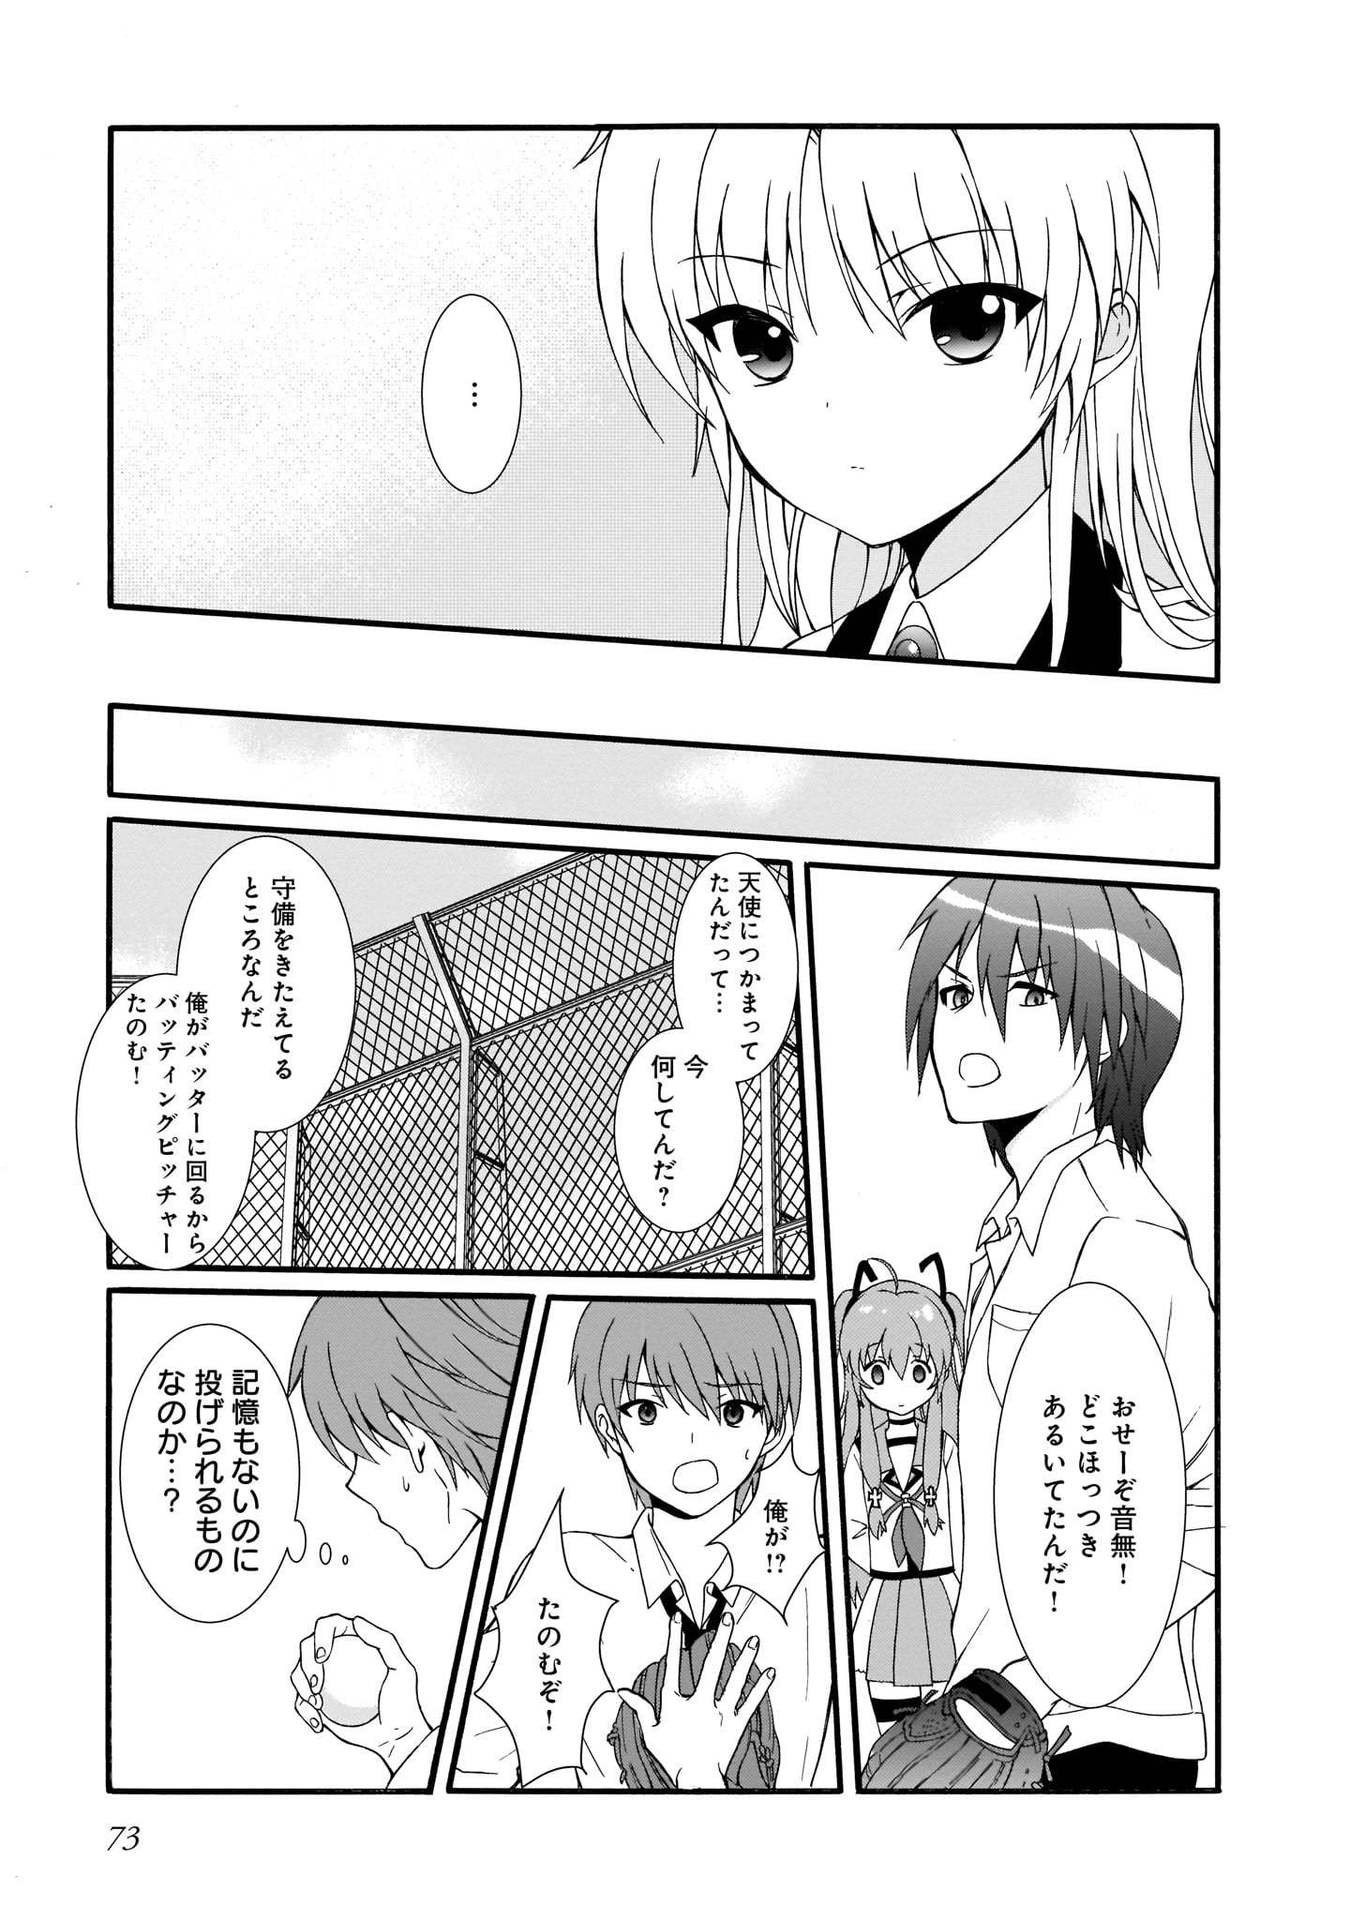 …
おせーぞ音無！
どこほっつき
あるいてたんだ！
天使につかまって
たんだって…
今
何してんだ？
守備をきたえてる
ところなんだ
俺がバッターに回るから
バッティングピッチャー
たのむ！
俺が!?
たのむぞ！
記憶もないのに
投げられるもの
なのか…？
73